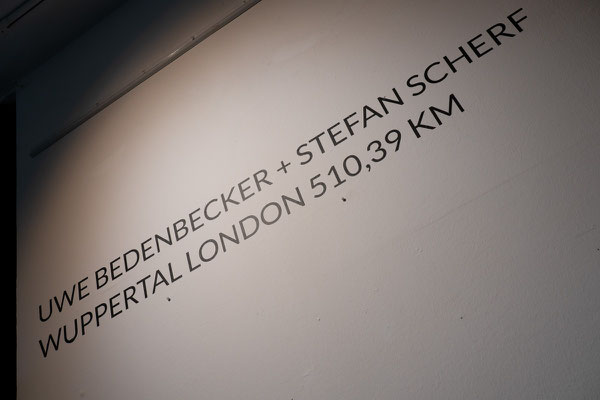 UWE BEDENBECKER + STEFAN SCHERF
WUPPERTAL LONDON 510,39 KM